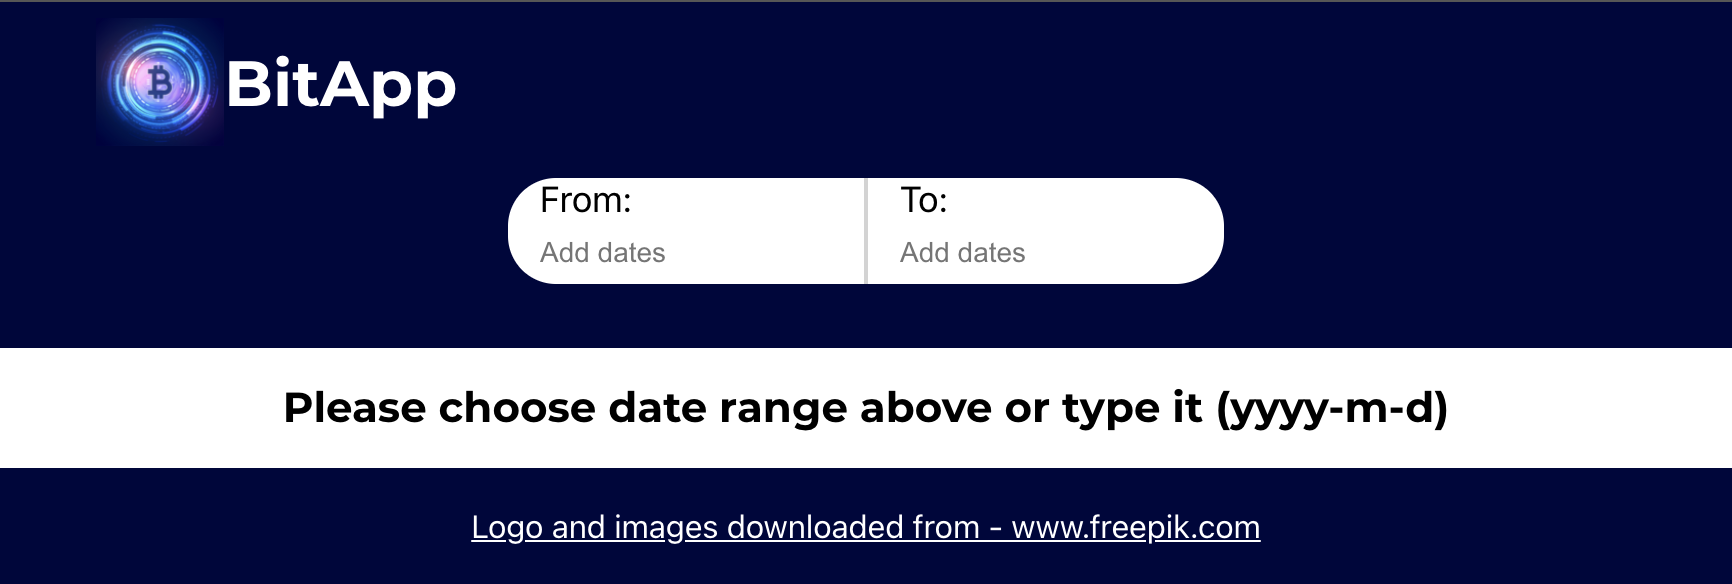 BitApp
From:
To:
Add dates
Add dates
Please choose date range above or type it (yyyy-m-d)
Logo and images downloaded from - www.freepik.com